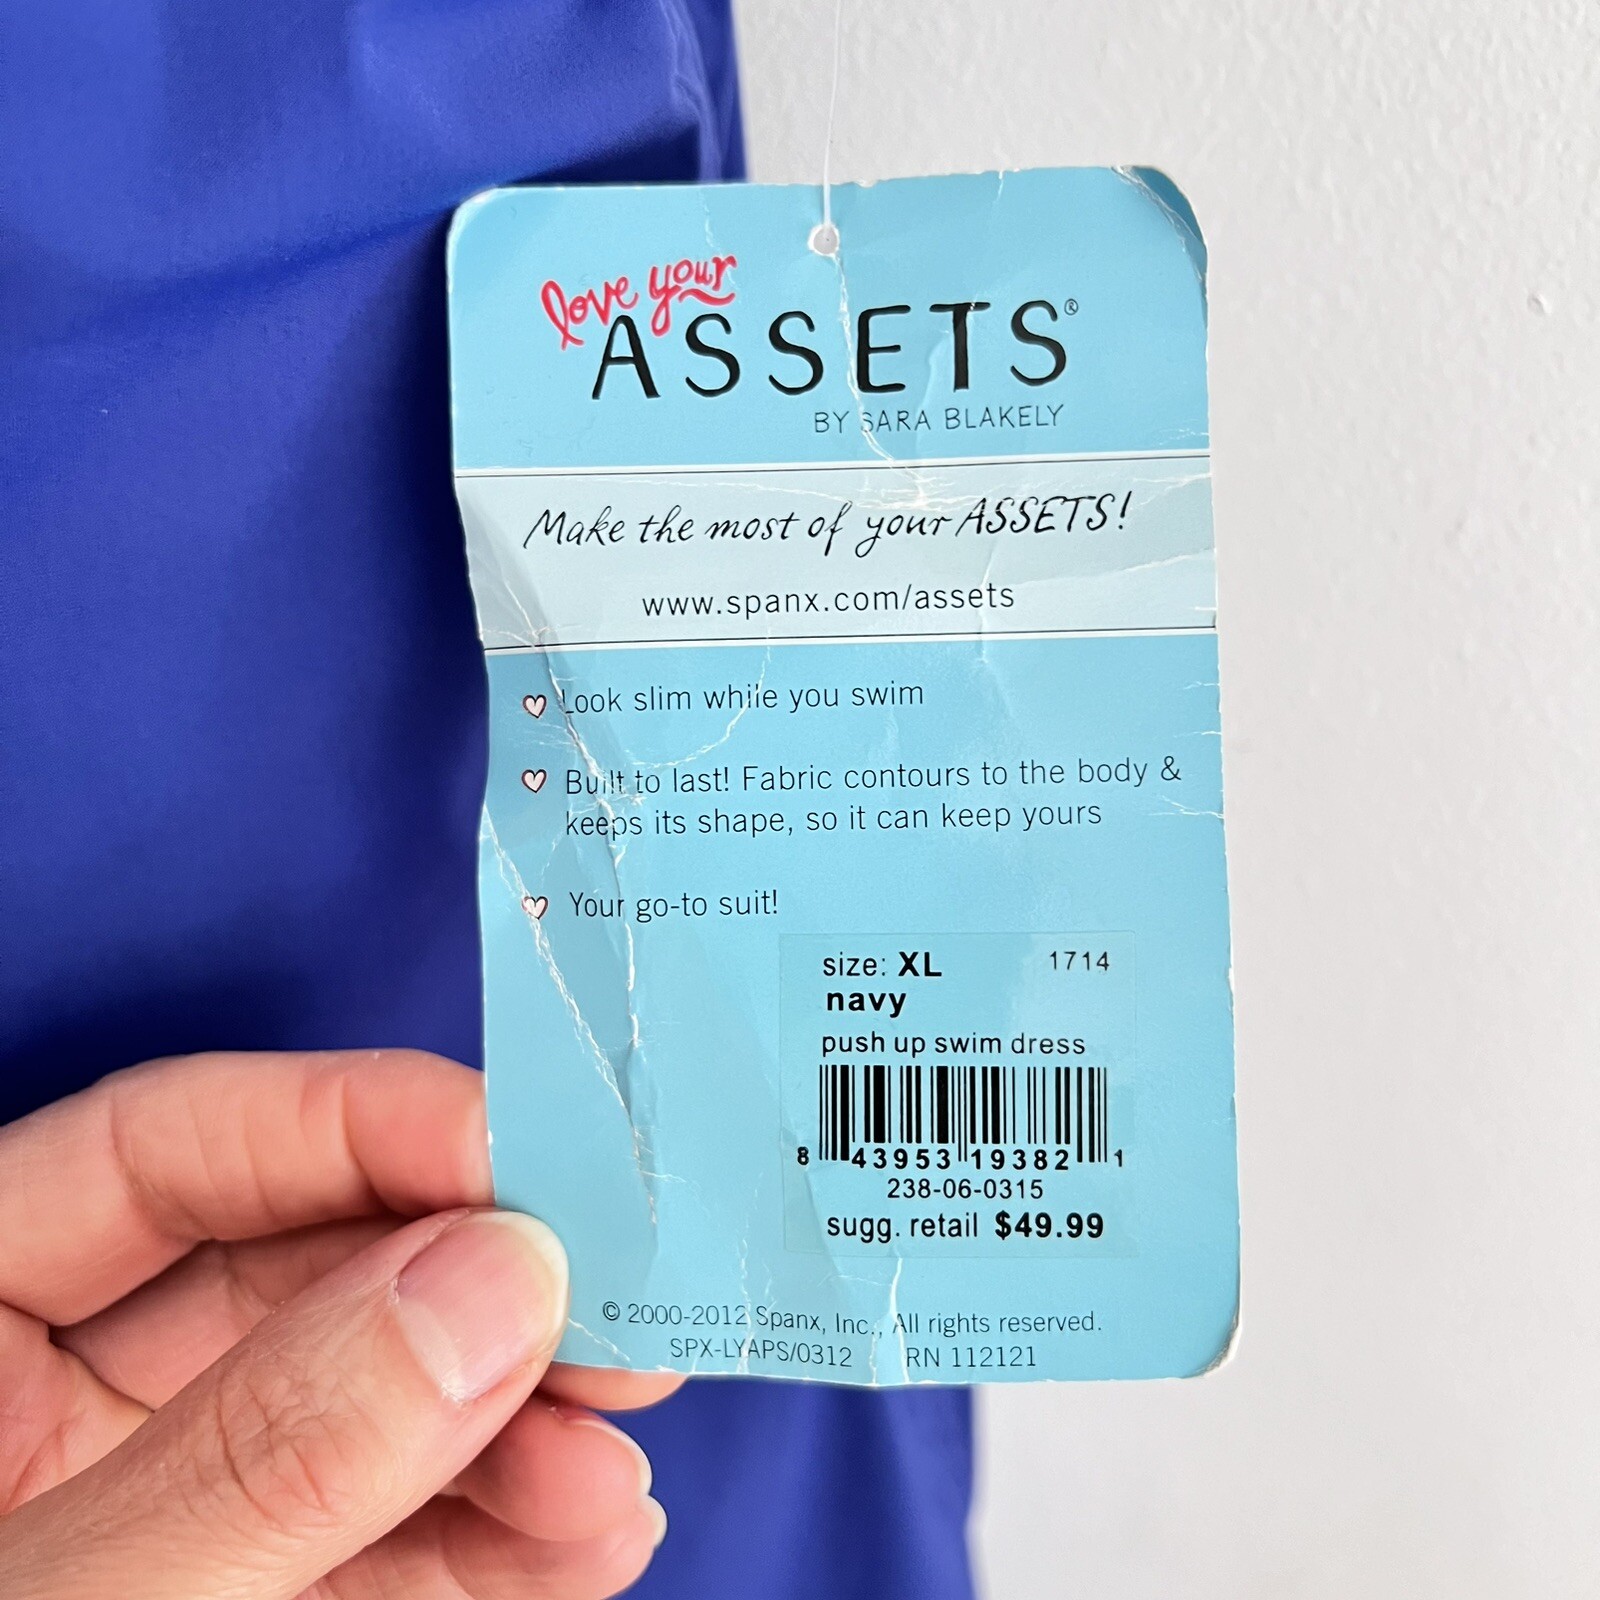 love your
ASSETS®
BY SARA BLAKELY
Make the most of your ASSETS!
www.spanx.com/assets
Look slim while you swim
Built to last! Fabric contours to the body &
keeps its shape, so it can keep yours
Your go-to suit!
size: XL 1714
navy
push up swim dress
8 43953 19382 1
238-06-0315
sugg. retail $49.99
© 2000-2012 Spanx, Inc., All rights reserved.
SPX-LYAPS/0312 RN 112121